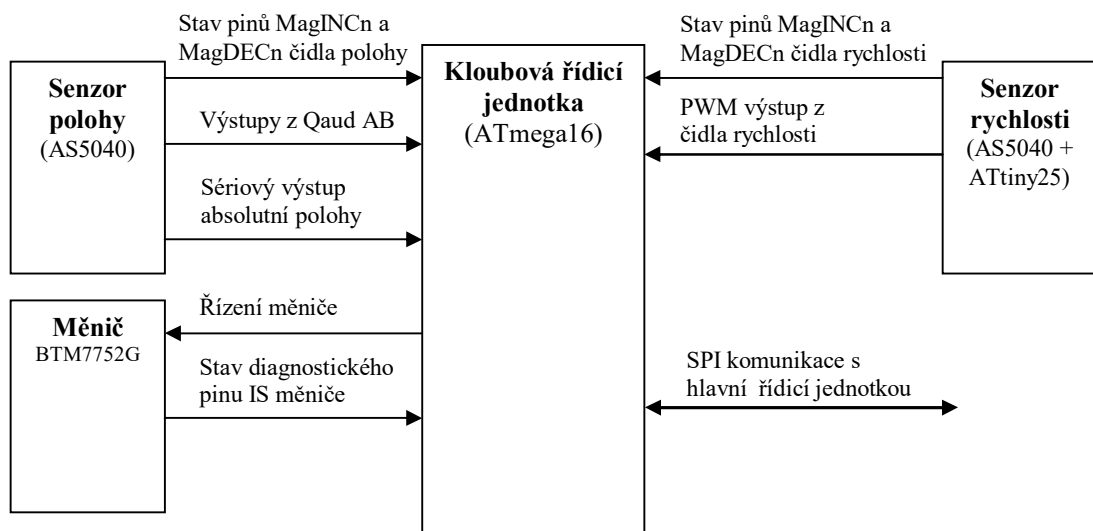 Stav pinů MagINCn a
MagDECn čidla polohy
Senzor
polohy
(AS5040)
Výstupy z Qaud AB
Sériový výstup
absolutní polohy
Měnič
BTM7752G
Řízení měniče
Stav diagnostického
pinu IS měniče
Kloubová řídicí
jednotka
(ATmega16)
Stav pinů MagINCn a
MagDECn čidla rychlosti
PWM výstup z
čidla rychlosti
Senzor
rychlosti
(AS5040 +
ATtiny25)
SPI komunikace s
hlavní řídicí jednotkou